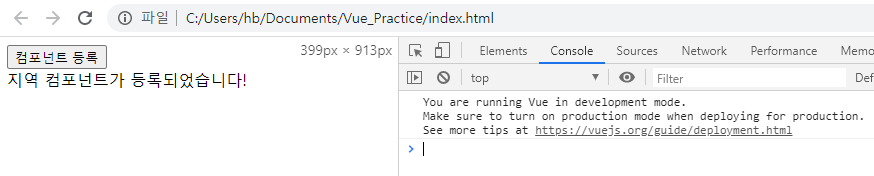 파일 C:/Users/hb/Documents/Vue_Practice/index.html
컴포넌트 등록
지역 컴포넌트가 등록되었습니다!
399px × 913px
Elements Console Sources Network Performance Memo
top Filter Def
You are running Vue in development mode.
Make sure to turn on production mode when deploying for production.
See more tips at https://vuejs.org/guide/deployment.html